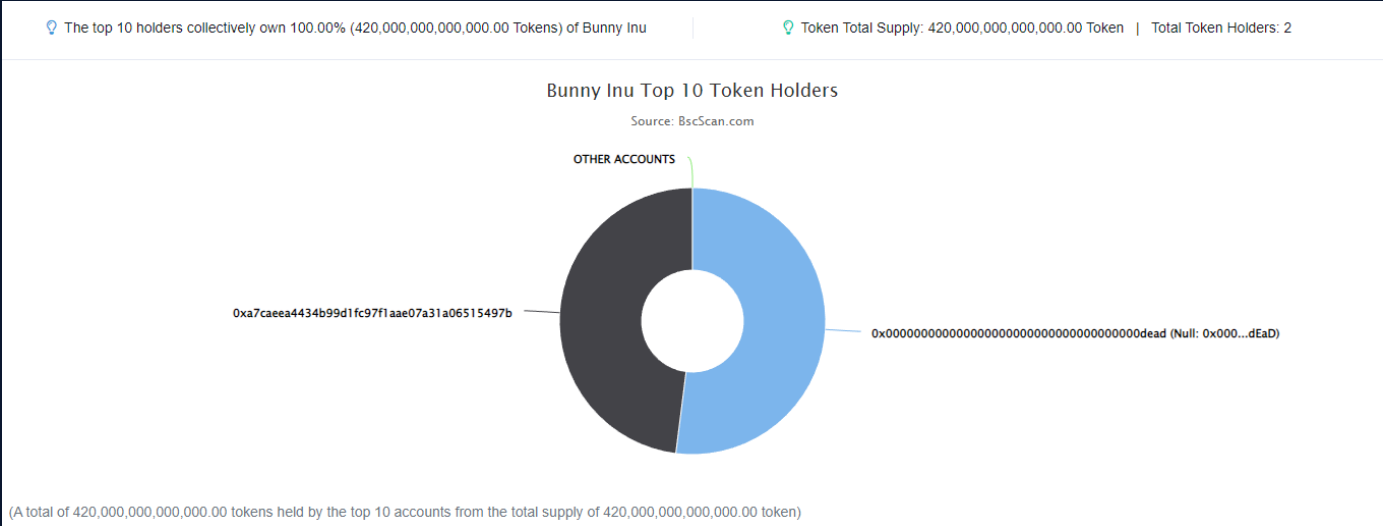 The top 10 holders collectively own 100.00% (420,000,000,000,000.00 Tokens) of Bunny Inu
Token Total Supply: 420,000,000,000,000.00 Token | Total Token Holders: 2
Bunny Inu Top 10 Token Holders
Source: BscScan.com
OTHER ACCOUNTS
0xa7caeea4434b99d1fc97f1aae07a31a06515497b
0x000000000000000000000000000000000000dead (Null: 0x000...dEaD)
(A total of 420,000,000,000,000.00 tokens held by the top 10 accounts from the total supply of 420,000,000,000,000.00 token)